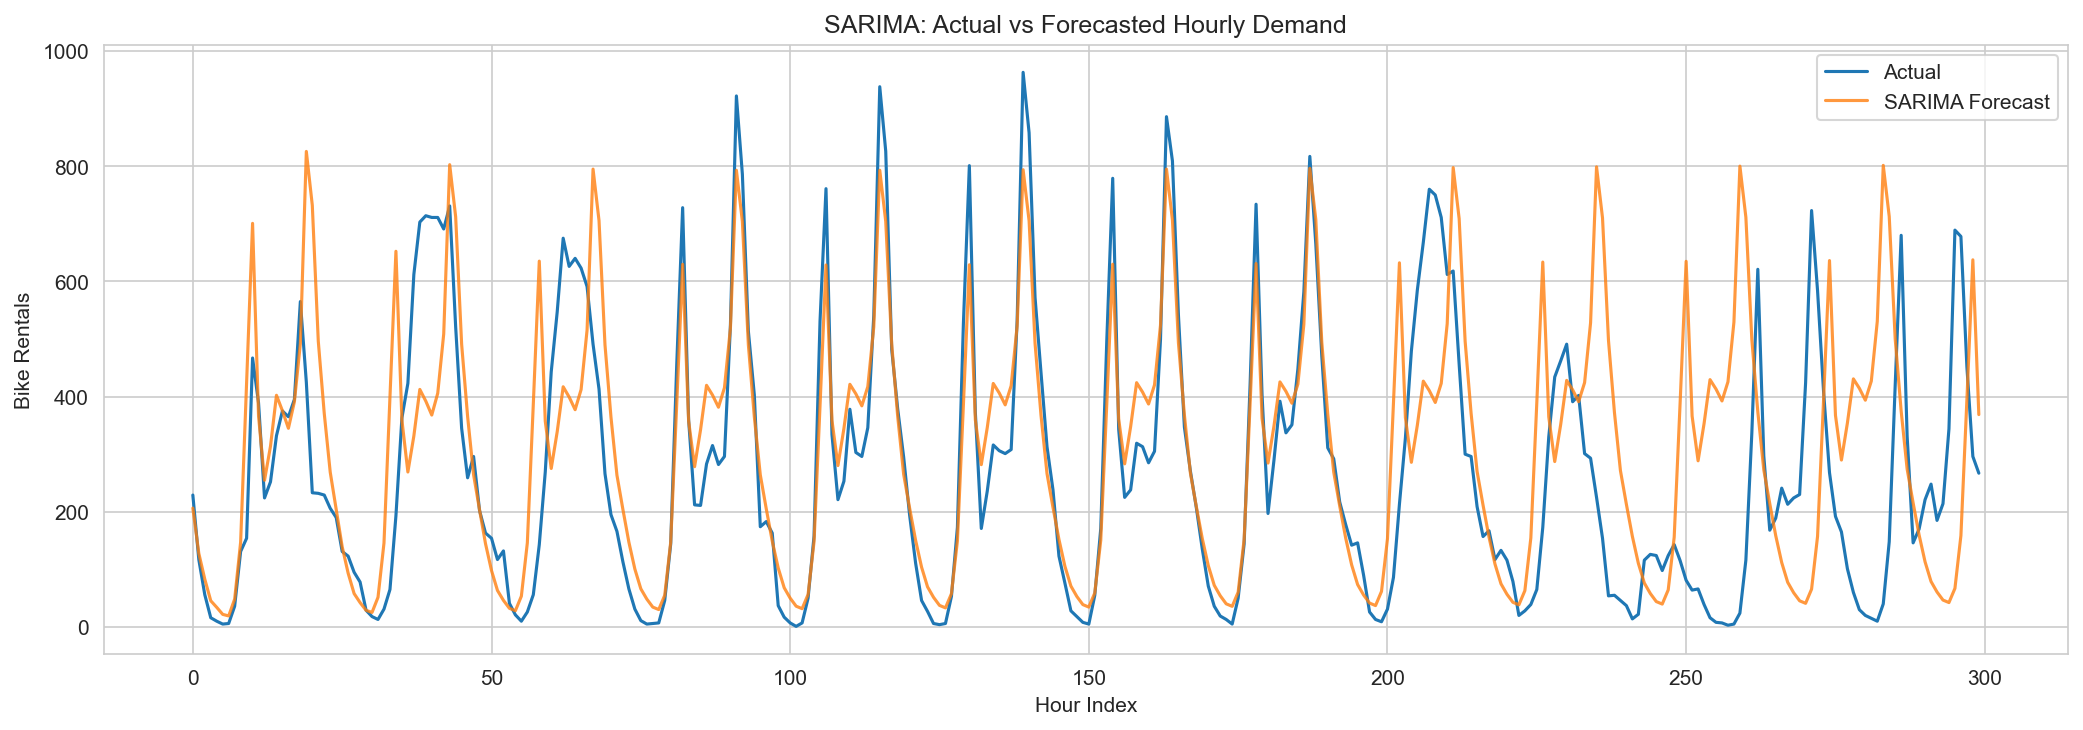 SARIMA: Actual vs Forecasted Hourly Demand
Actual
SARIMA Forecast
1000
800
600
400
200
0
Bike Rentals
0 50 100 150 200 250 300
Hour Index